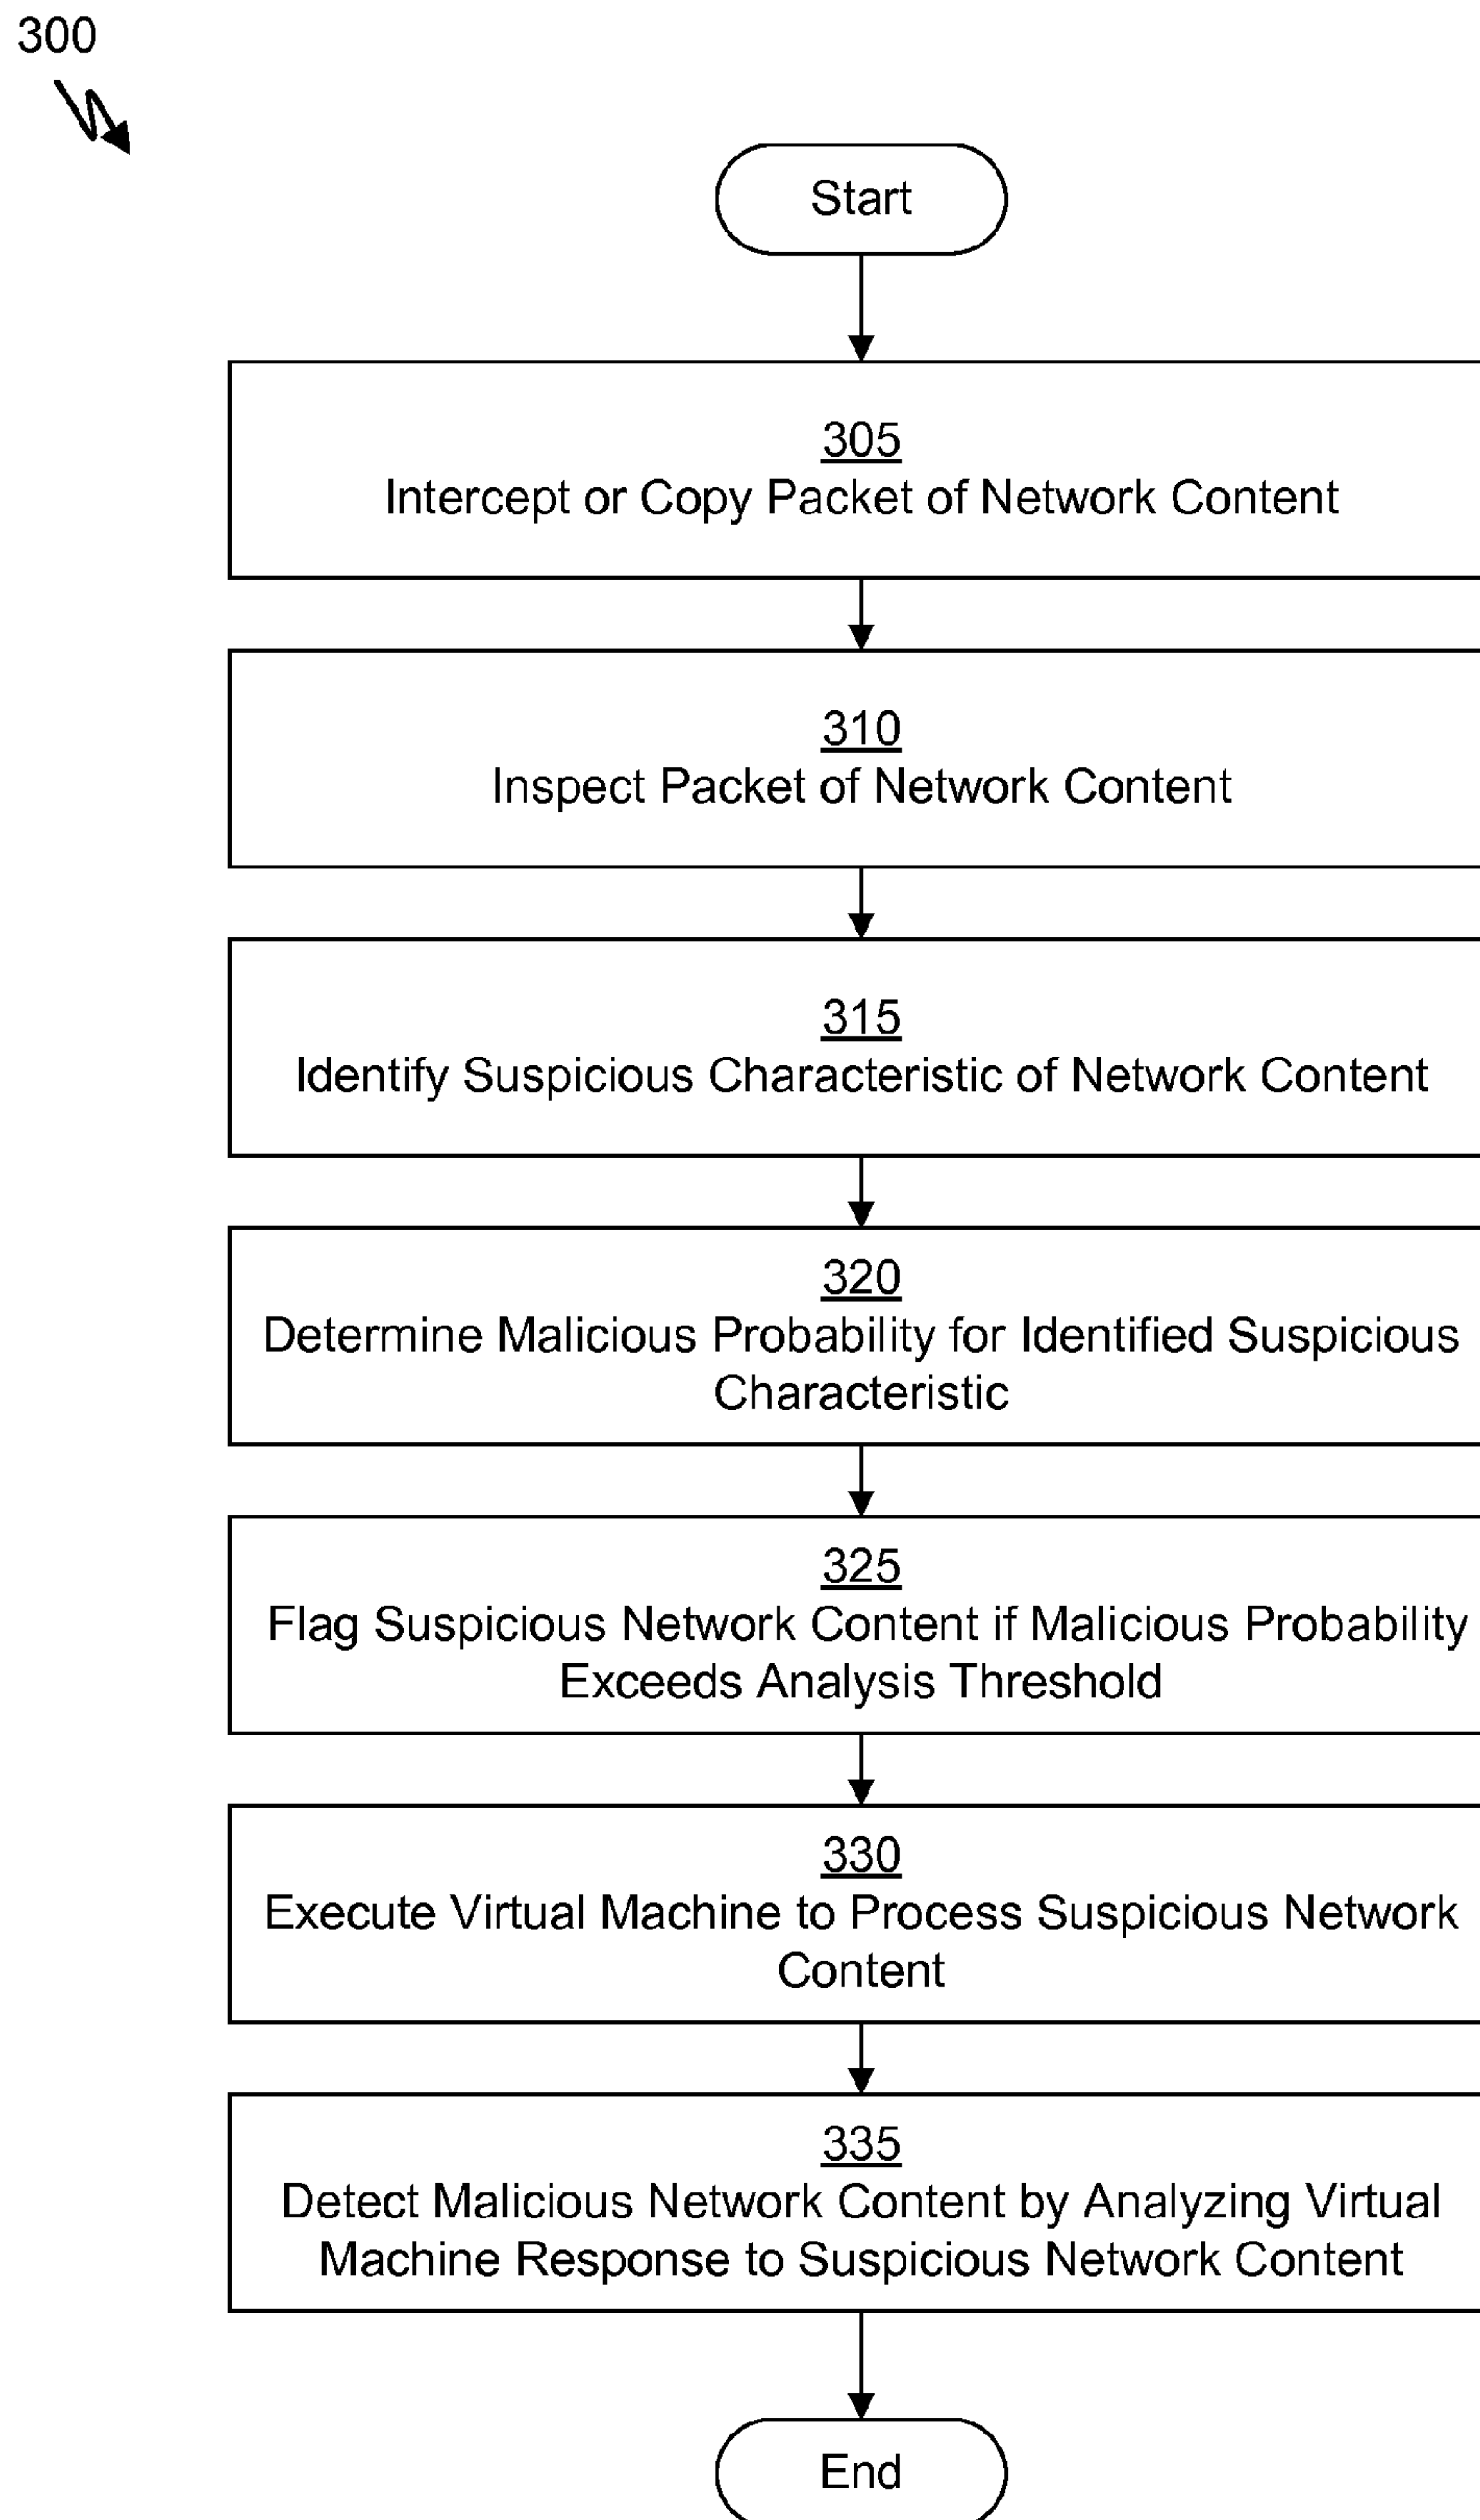 300
Start
305
Intercept or Copy Packet of Network Content
310
Inspect Packet of Network Content
315
Identify Suspicious Characteristic of Network Content
320
Determine Malicious Probability for Identified Suspicious
Characteristic
325
Flag Suspicious Network Content if Malicious Probability
Exceeds Analysis Threshold
330
Execute Virtual Machine to Process Suspicious Network
Content
335
Detect Malicious Network Content by Analyzing Virtual
Machine Response to Suspicious Network Content
End